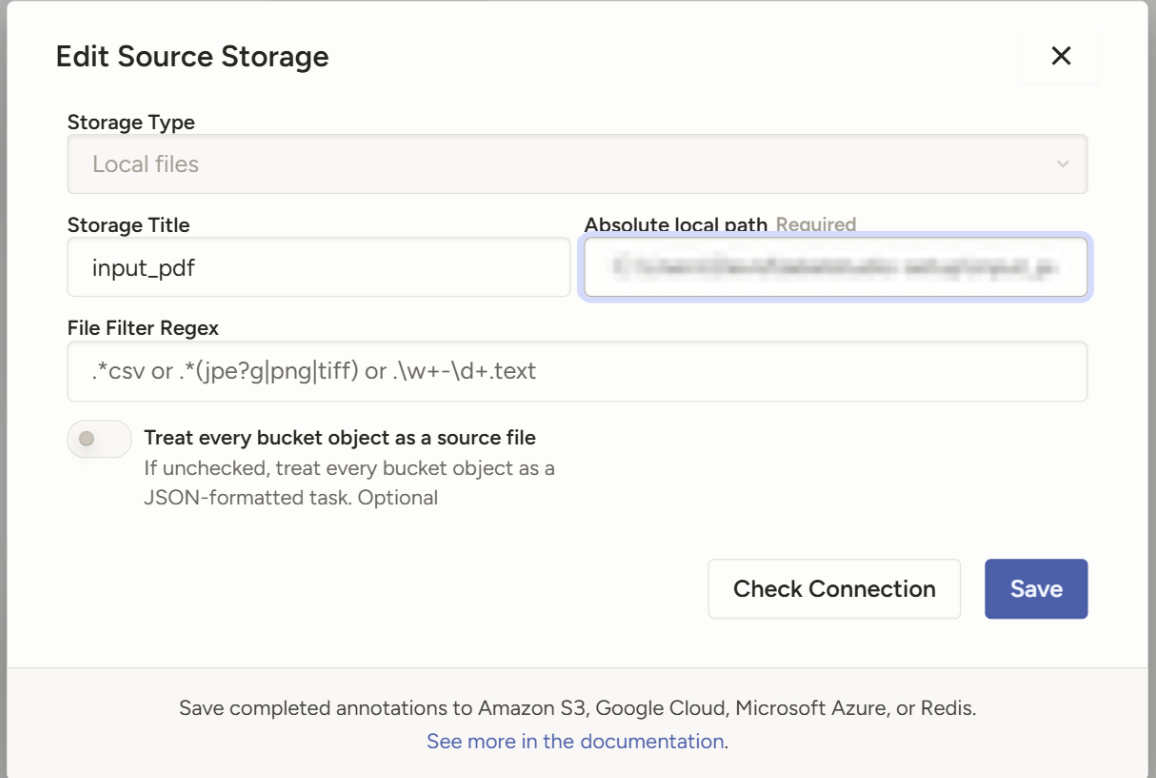 Edit Source Storage
Storage Type
Local files
Storage Title
Absolute local path Required
input_pdf
File Filter Regex
.*csv or .*(jpe?g|png|tiff) or .\w+-\d+.text
Treat every bucket object as a source file
If unchecked, treat every bucket object as a
JSON-formatted task. Optional
Check Connection
Save
Save completed annotations to Amazon S3, Google Cloud, Microsoft Azure, or Redis.
See more in the documentation.